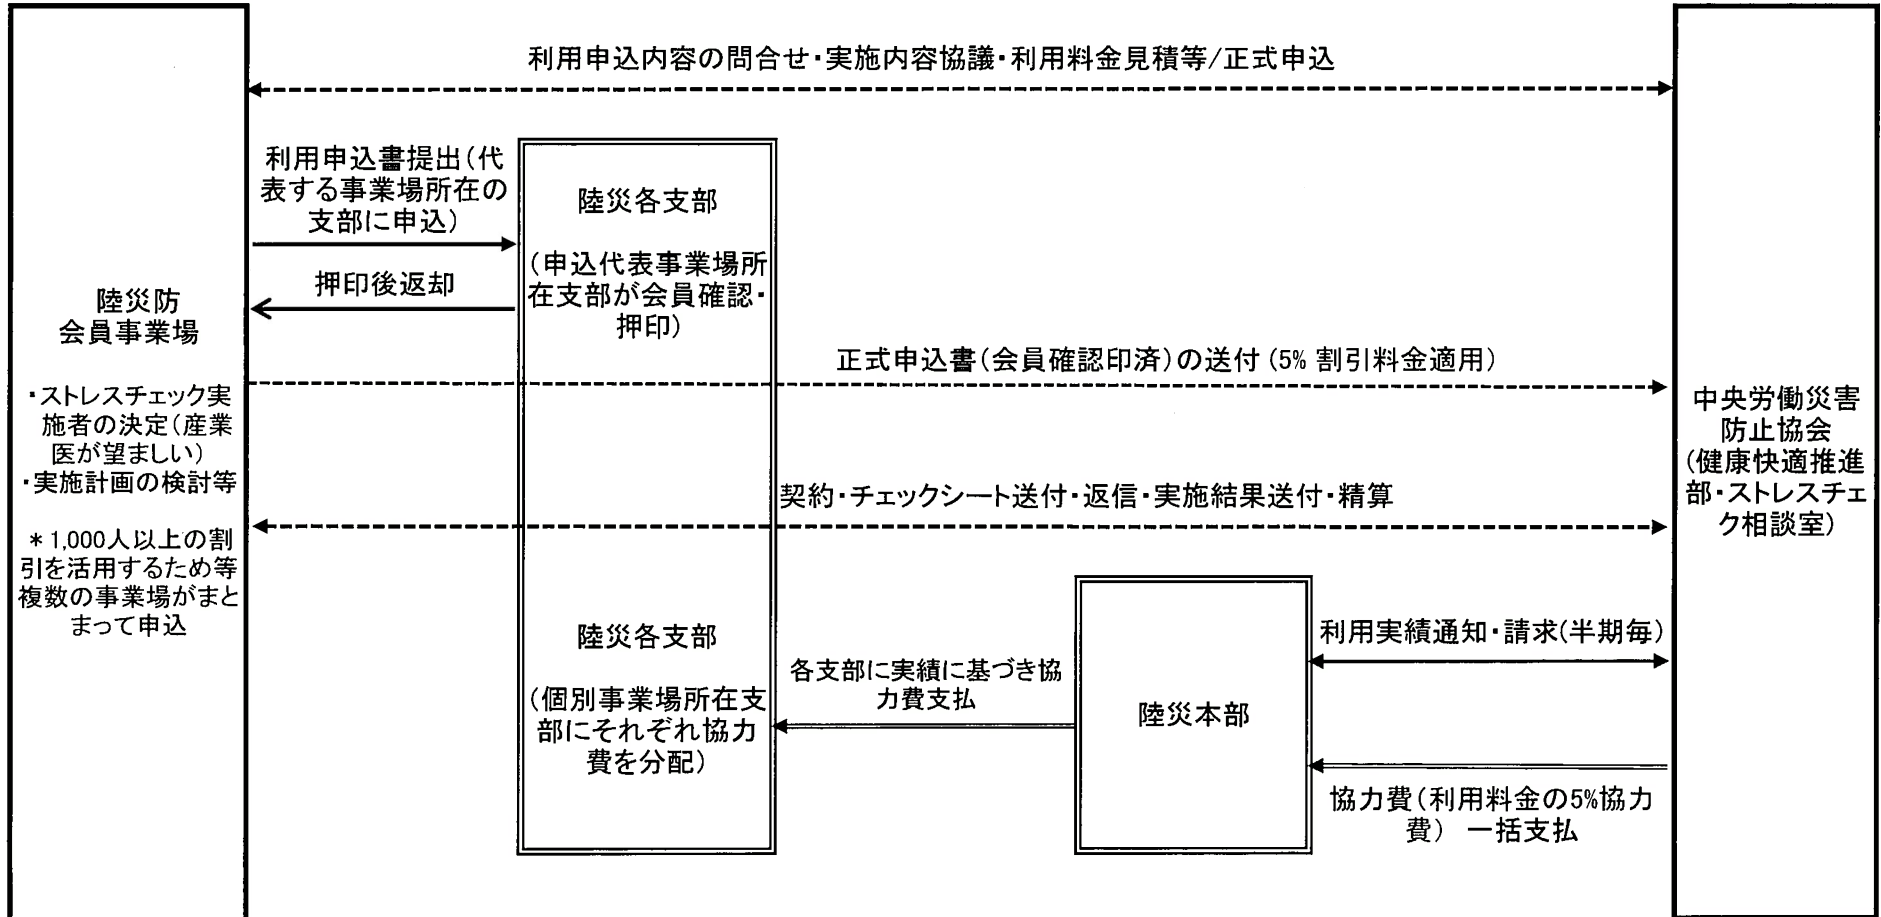 利用申込内容の問合せ・実施内容協議・利用料金見積等/正式申込
利用申込書提出(代
表する事業場所在の
支部に申込)
押印後返却
陸災各支部
(申込代表事業場所
在支部が会員確認・
押印)
陸災防
会員事業場
・ストレスチェック実
施者の決定(産業
医が望ましい)
・実施計画の検討等
*1,000人以上の割
引を活用するため等
複数の事業場がまと
まって申込
正式申込書(会員確認印済)の送付(5% 割引料金適用)
契約・チェックシート送付・返信・実施結果送付・精算
中央労働災害
防止協会
(健康快適推進
部・ストレスチェ
ク相談室)
陸災各支部
(個別事業場所在支
部にそれぞれ協力
費を分配)
各支部に実績に基づき協
力費支払
陸災本部
利用実績通知・請求(半期毎)
協力費(利用料金の5%協力
費) 一括支払